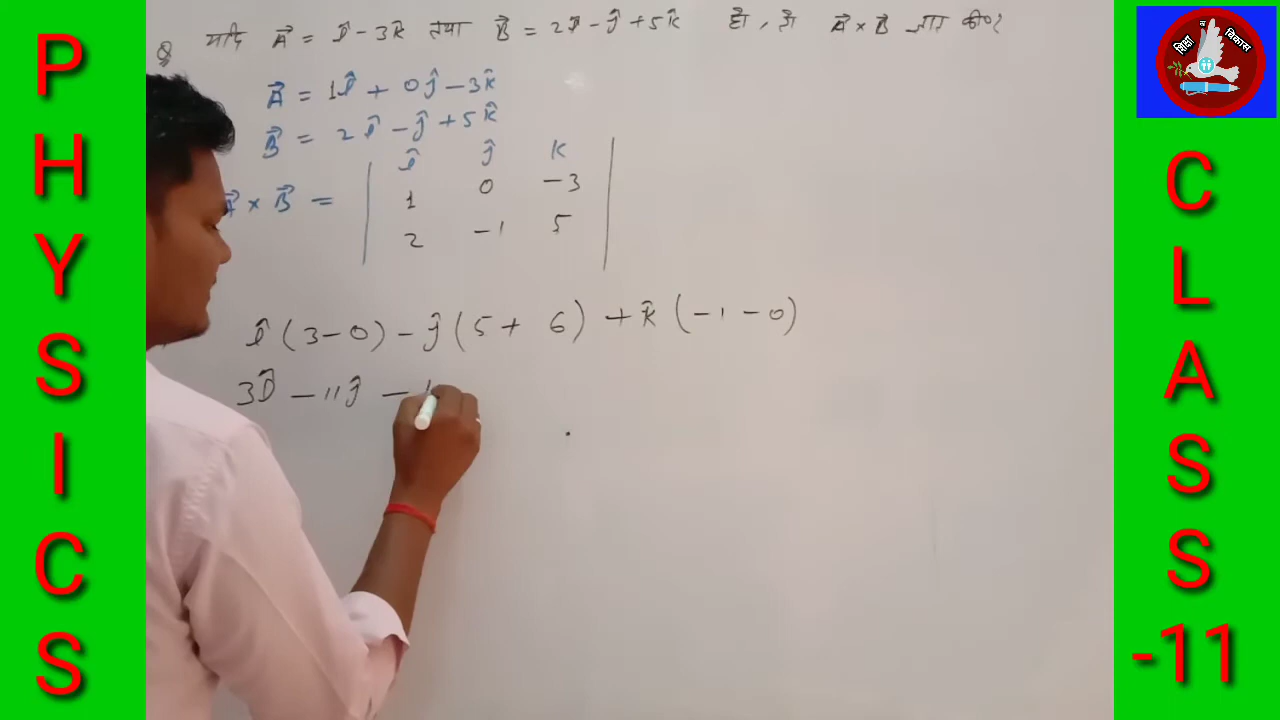 PHYSICS
Q यदि A⃗ = î - 3k̂ तथा B⃗ = 2î - ĵ + 5k̂ हो, तो A⃗ × B⃗ ज्ञात कीजिए
A⃗ = 1î + 0ĵ - 3k̂
B⃗ = 2î - ĵ + 5k̂
î ĵ k
A⃗ × B⃗ = | 1 0 -3 |
2 -1 5
î (3 - 0) - ĵ (5 + 6) + k̂ (-1 - 0)
3î - 11ĵ - 1
शिक्षा न विकास
CLASS -11